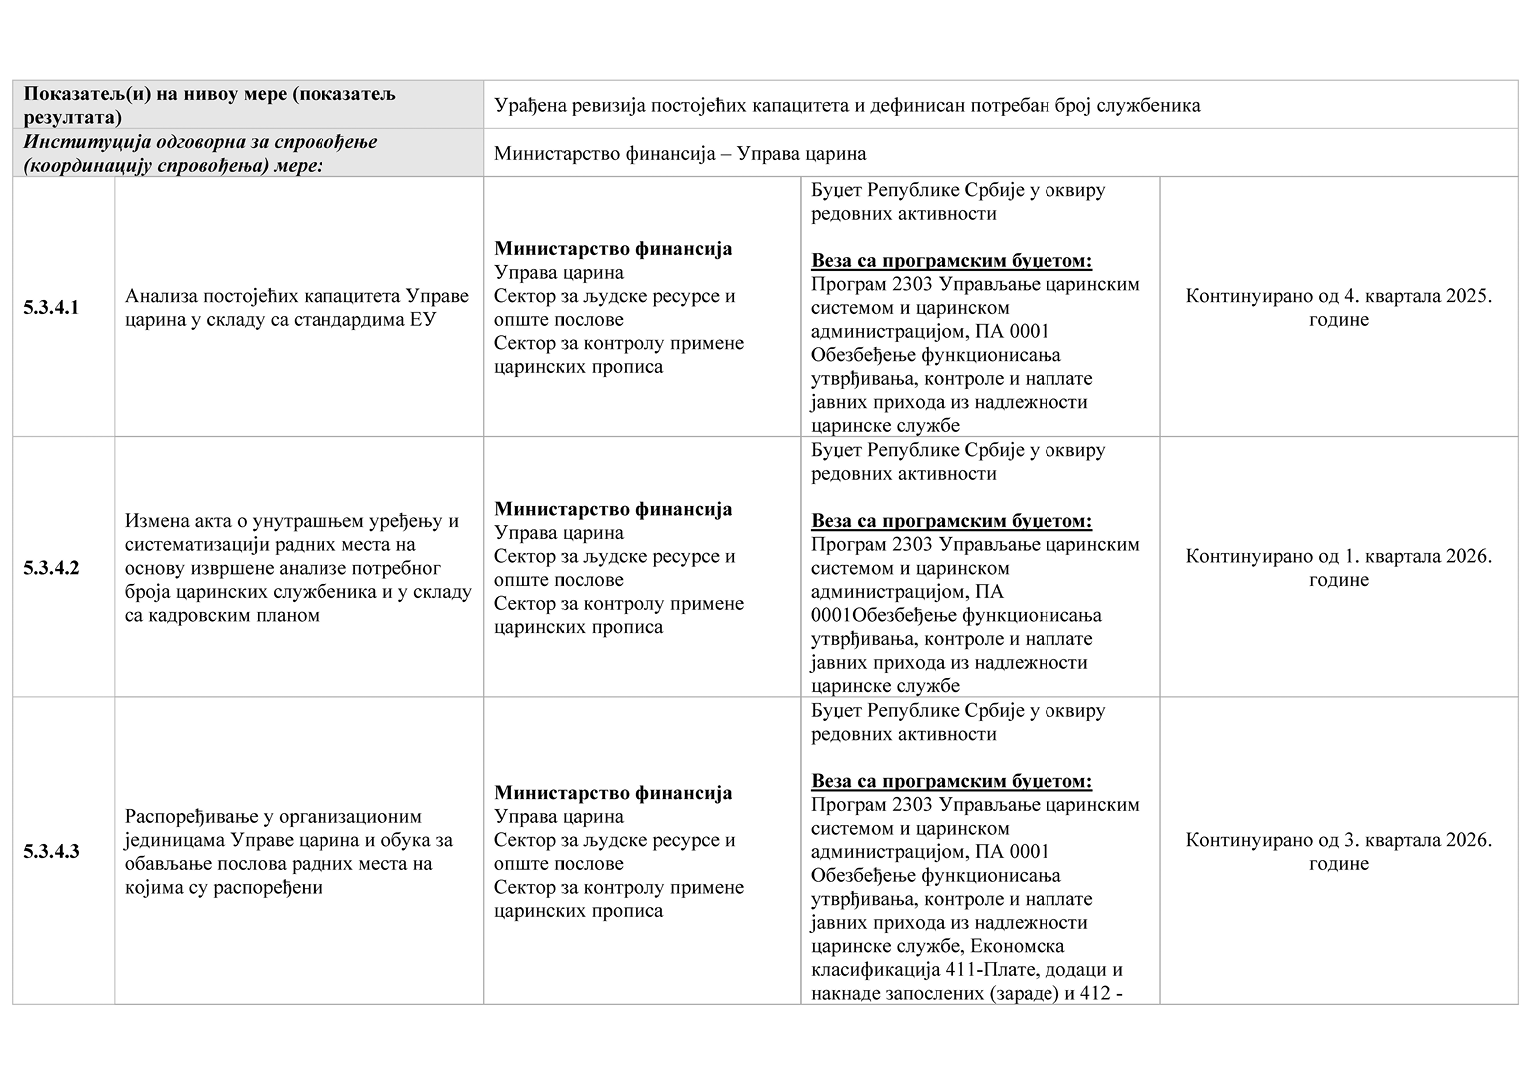 Показатељ(и) на нивоу мере (показатељ
резултата)
Урађена ревизија постојећих капацитета и дефинисан потребан број службеника
Институција одговорна за спровођење
(координацију спровођења) мере:
Министарство финансија – Управа царина
5.3.4.1
Анализа постојећих капацитета Управе
царина у складу са стандардима ЕУ
Министарство финансија
Управа царина
Сектор за људске ресурсе и
опште послове
Сектор за контролу примене
царинских прописа
Буџет Републике Србије у оквиру
редовних активности
Веза са програмским буџетом:
Програм 2303 Управљање царинским
системом и царинском
администрацијом, ПА 0001
Обезбеђење функционисања
утврђивања, контроле и наплате
јавних прихода из надлежности
царинске службе
Континуирано од 4. квартала 2025.
године
5.3.4.2
Измена акта о унутрашњем уређењу и
систематизацији радних места на
основу извршене анализе потребног
броја царинских службеника и у складу
са кадровским планом
Министарство финансија
Управа царина
Сектор за људске ресурсе и
опште послове
Сектор за контролу примене
царинских прописа
Буџет Републике Србије у оквиру
редовних активности
Веза са програмским буџетом:
Програм 2303 Управљање царинским
системом и царинском
администрацијом, ПА
0001Обезбеђење функционисања
утврђивања, контроле и наплате
јавних прихода из надлежности
царинске службе
Континуирано од 1. квартала 2026.
године
5.3.4.3
Распоређивање у организационим
јединицама Управе царина и обука за
обављање послова радних места на
којима су распоређени
Министарство финансија
Управа царина
Сектор за људске ресурсе и
опште послове
Сектор за контролу примене
царинских прописа
Буџет Републике Србије у оквиру
редовних активности
Веза са програмским буџетом:
Програм 2303 Управљање царинским
системом и царинском
администрацијом, ПА 0001
Обезбеђење функционисања
утврђивања, контроле и наплате
јавних прихода из надлежности
царинске службе, Економска
класификација 411-Плате, додаци и
накнаде запослених (зараде) и 412 -
Континуирано од 3. квартала 2026.
године